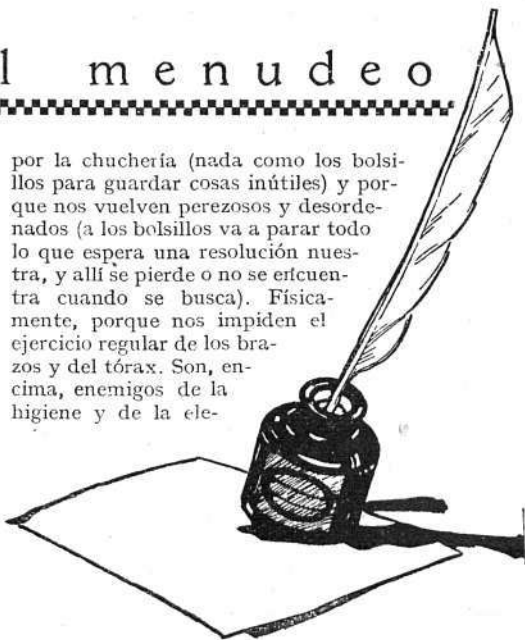 l menudeo
por la chuchería (nada como los bolsi-
llos para guardar cosas inútiles) y por-
que nos vuelven perezosos y desorde-
nados (a los bolsillos va a parar todo
lo que espera una resolución nues-
tra, y allí se pierde o no se encuen-
tra cuando se busca). Física-
mente, porque nos impiden el
ejercicio regular de los bra-
zos y del tórax. Son, en-
cima, enemigos de la
higiene y de la ele-